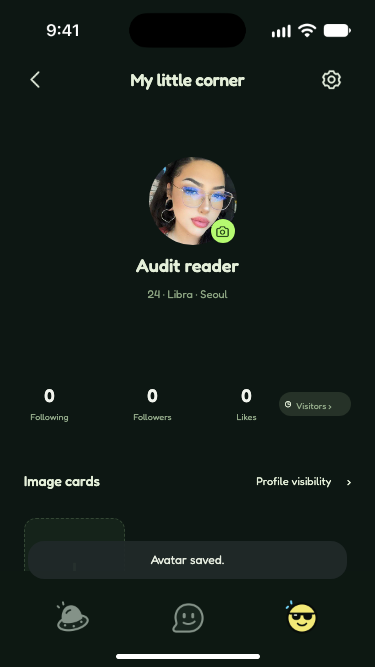 9:41
My little corner
Audit reader
24 · Libra · Seoul
0 0 0
Following Followers Likes Visitors ›
Image cards Profile visibility ›
Avatar saved.